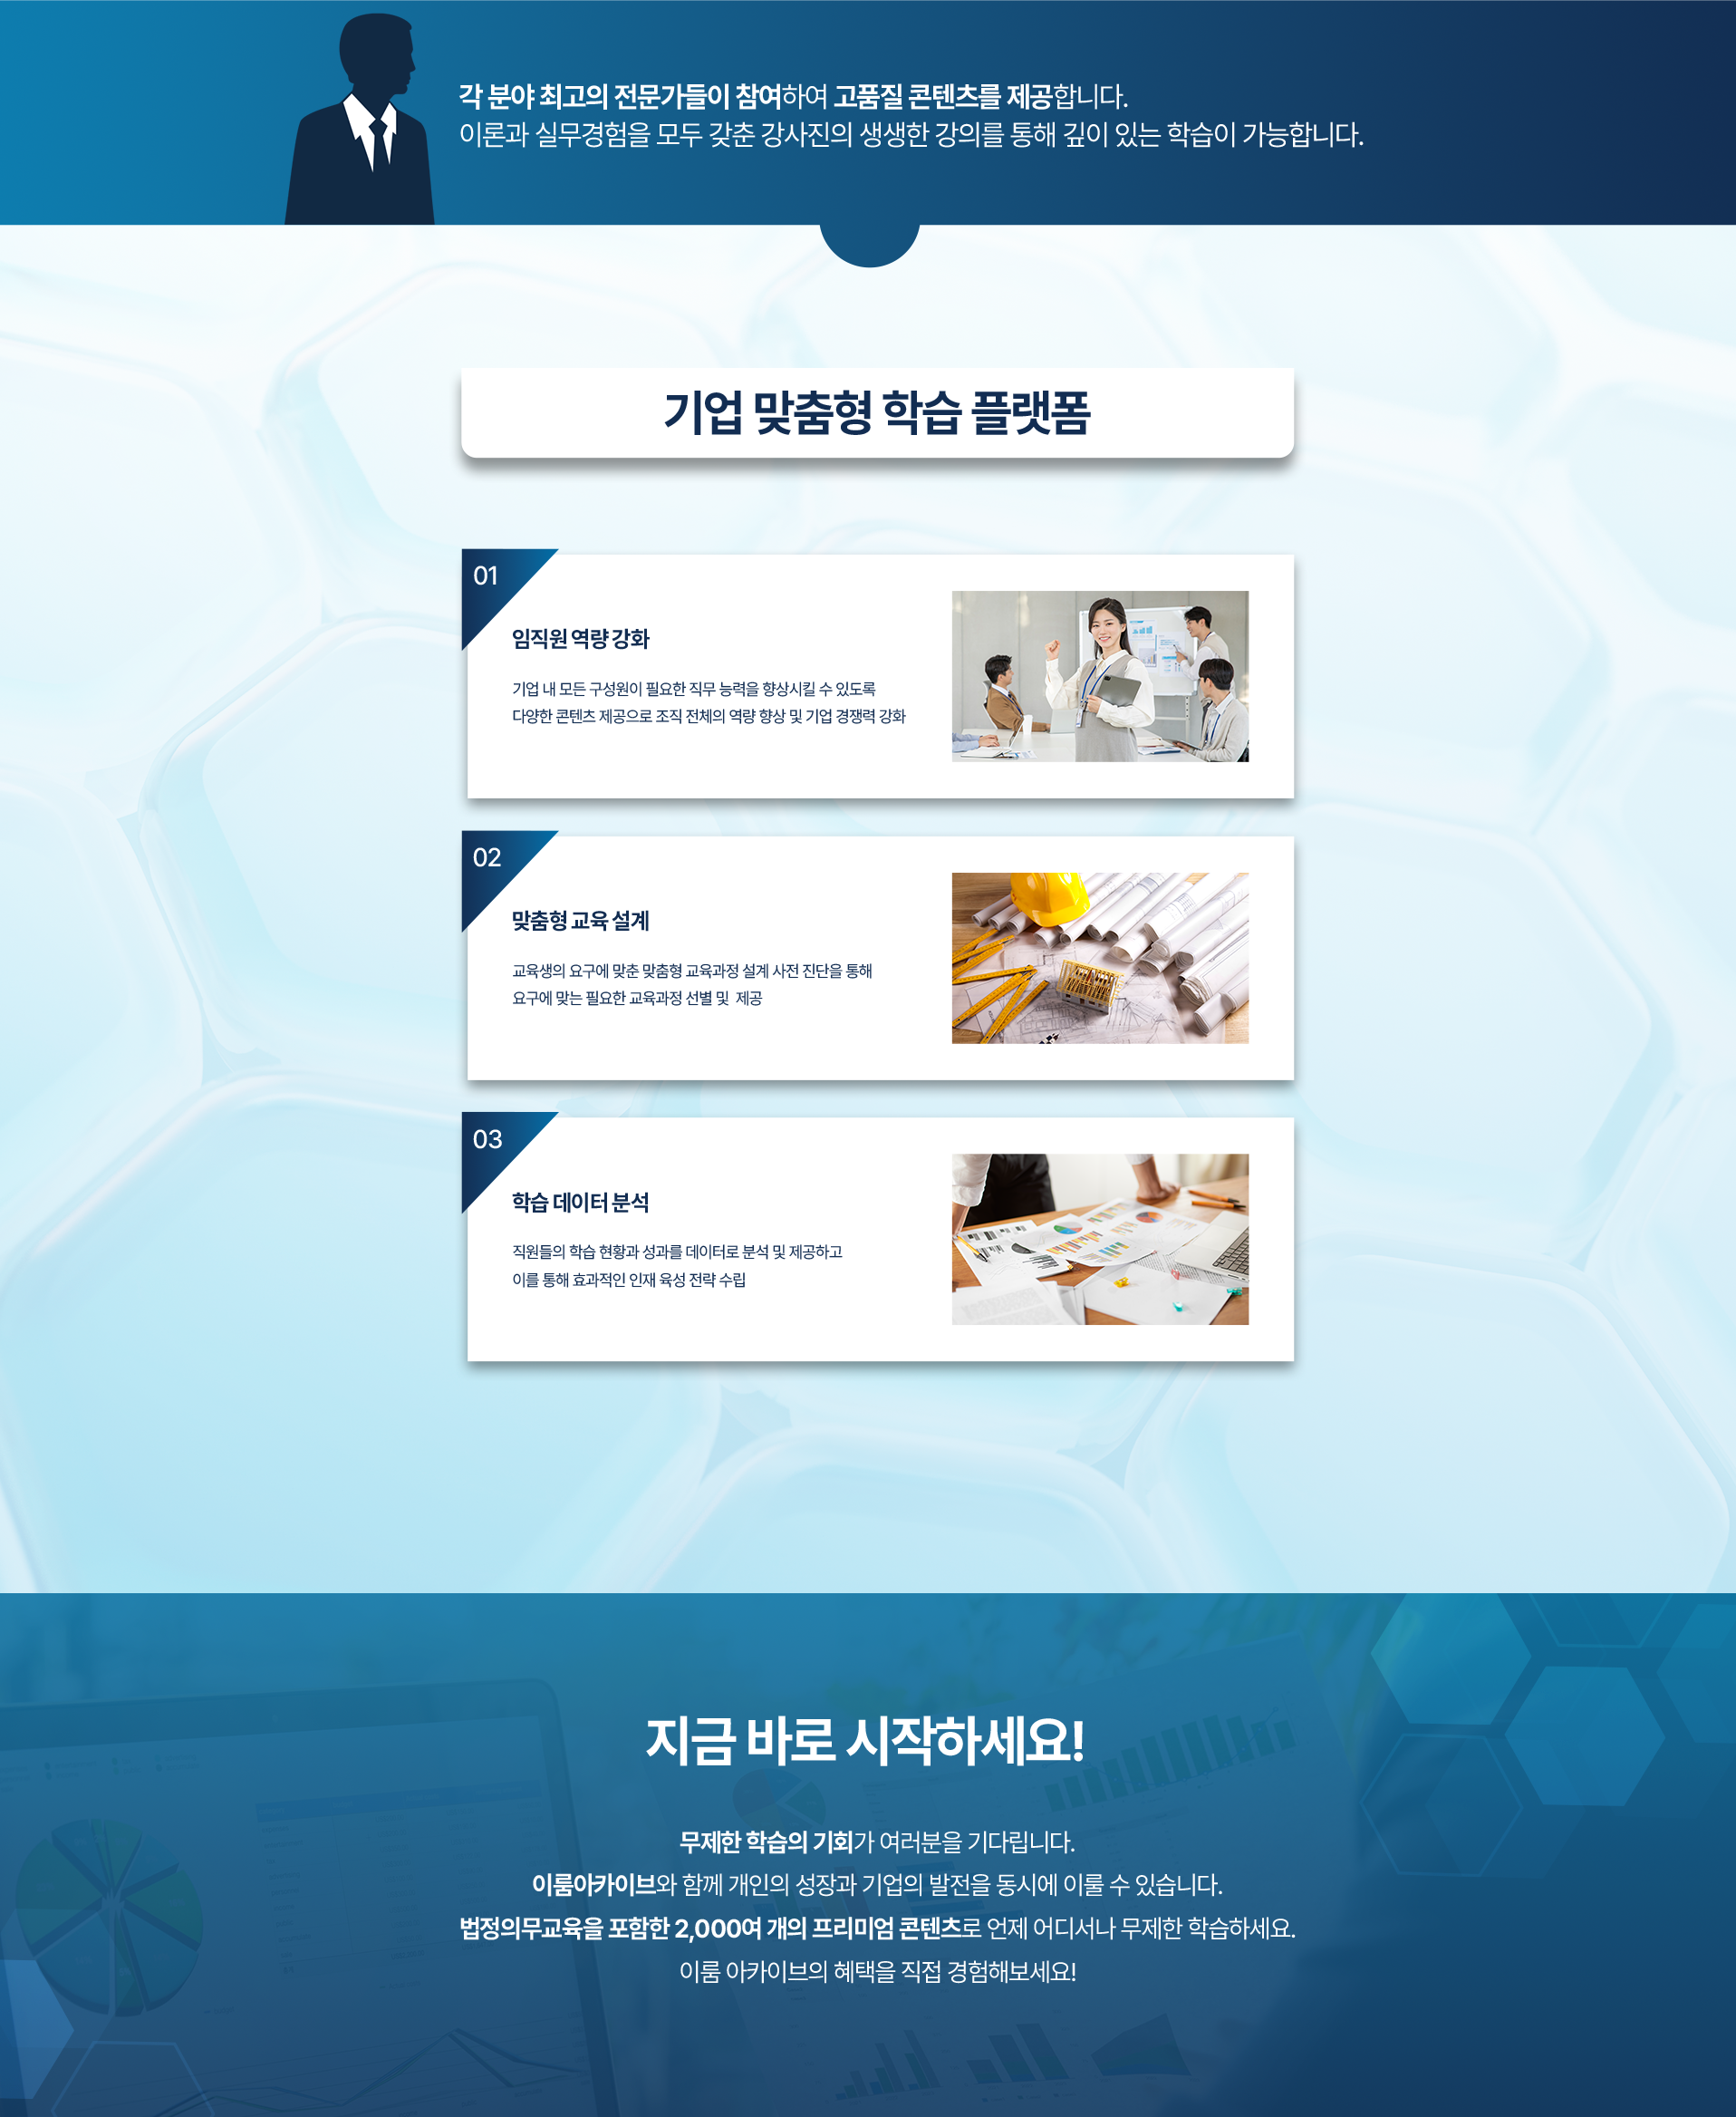 각 분야 최고의 전문가들이 참여하여 고품질 콘텐츠를 제공합니다.
이론과 실무경험을 모두 갖춘 강사진의 생생한 강의를 통해 깊이 있는 학습이 가능합니다.
기업 맞춤형 학습 플랫폼
01
임직원 역량 강화
기업 내 모든 구성원이 필요한 직무 능력을 향상시킬 수 있도록
다양한 콘텐츠 제공으로 조직 전체의 역량 향상 및 기업 경쟁력 강화
02
맞춤형 교육 설계
교육생의 요구에 맞춘 맞춤형 교육과정 설계 사전 진단을 통해
요구에 맞는 필요한 교육과정 선별 및 제공
03
학습 데이터 분석
직원들의 학습 현황과 성과를 데이터로 분석 및 제공하고
이를 통해 효과적인 인재 육성 전략 수립
지금 바로 시작하세요!
무제한 학습의 기회가 여러분을 기다립니다.
이룸아카이브와 함께 개인의 성장과 기업의 발전을 동시에 이룰 수 있습니다.
법정의무교육을 포함한 2,000여 개의 프리미엄 콘텐츠로 언제 어디서나 무제한 학습하세요.
이룸 아카이브의 혜택을 직접 경험해보세요!